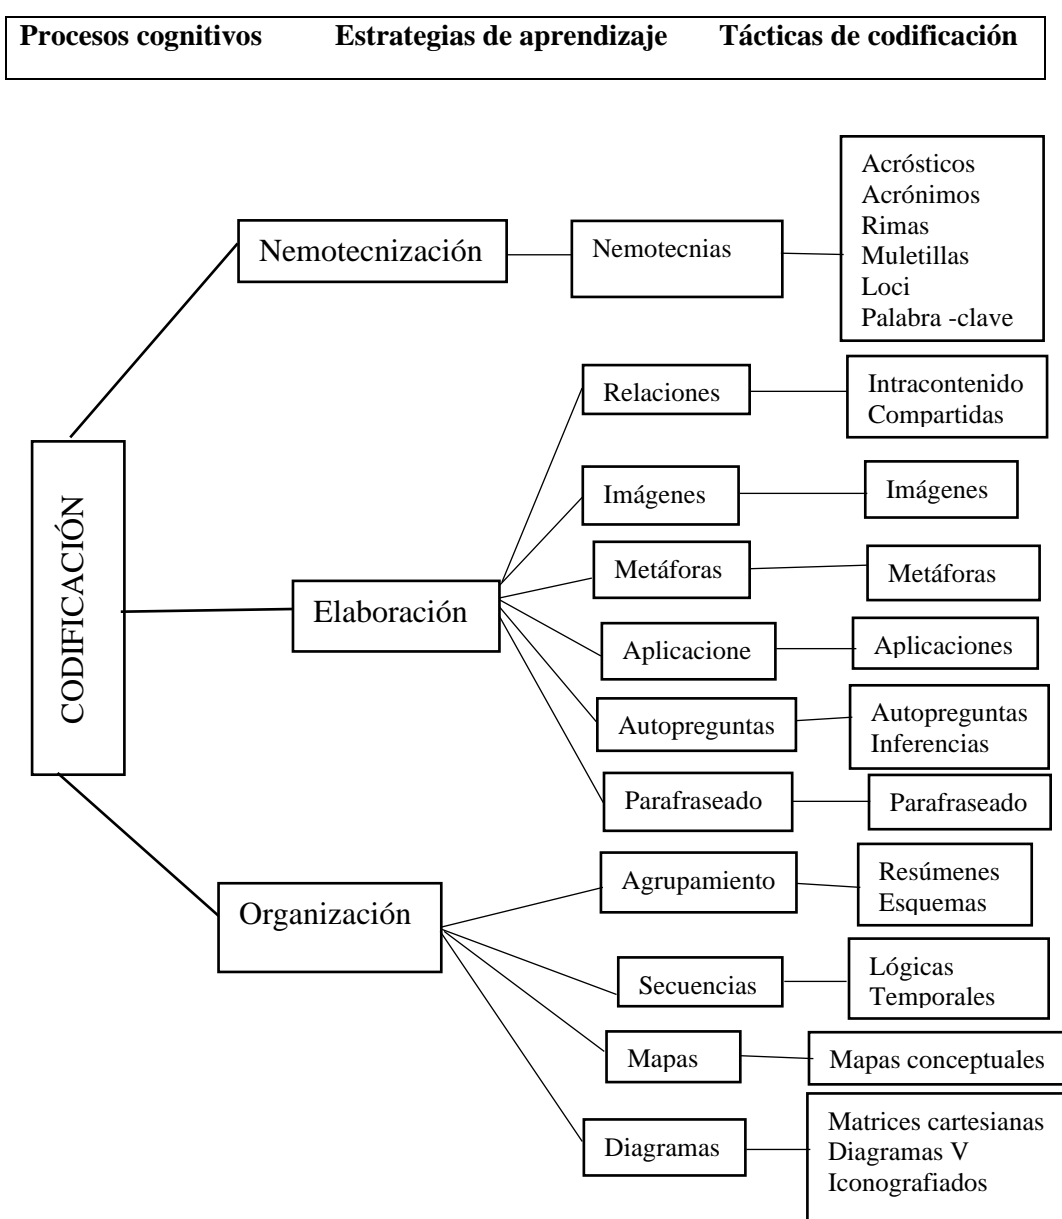 Procesos cognitivos Estrategias de aprendizaje Tácticas de codificación
CODIFICACIÓN
Nemotecnización
Nemotecnias
Acrósticos
Acrónimos
Rimas
Muletillas
Loci
Palabra -clave
Elaboración
Relaciones
Intracontenido
Compartidas
Imágenes
Imágenes
Metáforas
Metáforas
Aplicacione
Aplicaciones
Autopreguntas
Autopreguntas
Inferencias
Parafraseado
Parafraseado
Organización
Agrupamiento
Resúmenes
Esquemas
Secuencias
Lógicas
Temporales
Mapas
Mapas conceptuales
Diagramas
Matrices cartesianas
Diagramas V
Iconografiados